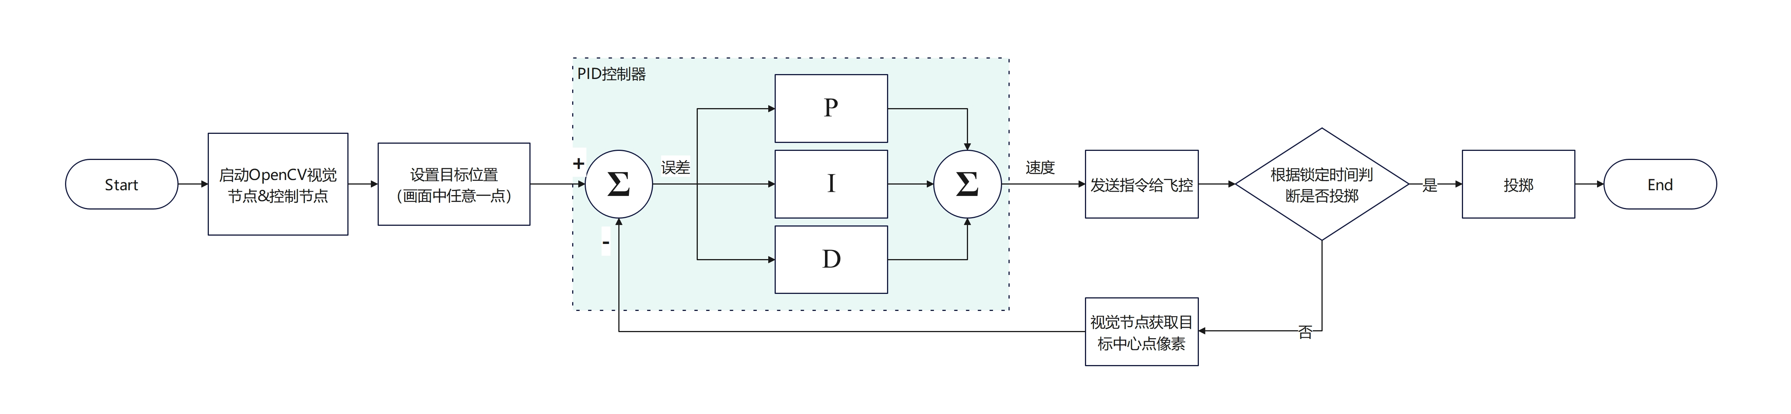 PID控制器
Start
启动OpenCV视觉
节点&控制节点
设置目标位置
（画面中任意一点）
+
-
Σ
误差
P
I
D
Σ
速度
发送指令给飞控
根据锁定时间判
断是否投掷
是
投掷
End
否
视觉节点获取目
标中心点像素